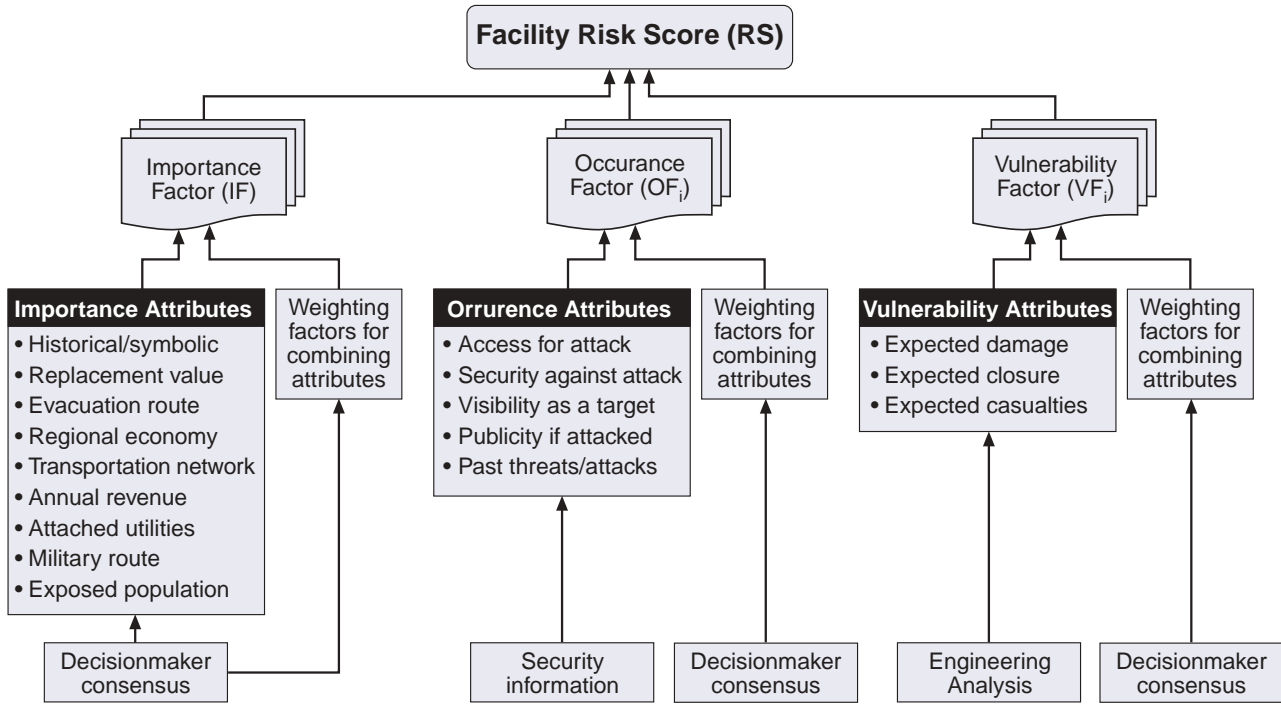 Facility Risk Score (RS)
Importance
Factor (IF)
Occurance
Factor (OFi)
Vulnerability
Factor (VFi)
Importance Attributes
• Historical/symbolic
• Replacement value
• Evacuation route
• Regional economy
• Transportation network
• Annual revenue
• Attached utilities
• Military route
• Exposed population
Weighting
factors for
combining
attributes
Orrurence Attributes
• Access for attack
• Security against attack
• Visibility as a target
• Publicity if attacked
• Past threats/attacks
Weighting
factors for
combining
attributes
Vulnerability Attributes
• Expected damage
• Expected closure
• Expected casualties
Weighting
factors for
combining
attributes
Decisionmaker
consensus
Security
information
Decisionmaker
consensus
Engineering
Analysis
Decisionmaker
consensus